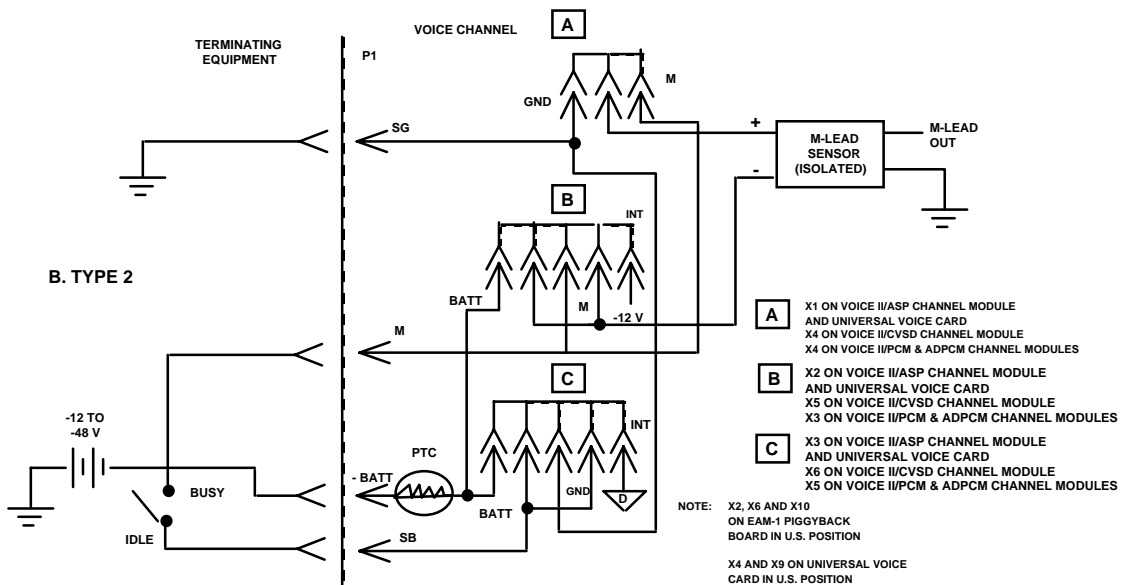 A
VOICE CHANNEL
TERMINATING
EQUIPMENT
P1
M
GND
SG
+
-
M-LEAD
SENSOR
(ISOLATED)
M-LEAD
OUT
B
INT
B. TYPE 2
BATT
M
-12 V
M
C
INT
-12 TO
-48 V
PTC
- BATT
BUSY
IDLE
BATT
GND
D
SB
A
X1 ON VOICE II/ASP CHANNEL MODULE
AND UNIVERSAL VOICE CARD
X4 ON VOICE II/CVSD CHANNEL MODULE
X4 ON VOICE II/PCM & ADPCM CHANNEL MODULES
B
X2 ON VOICE II/ASP CHANNEL MODULE
AND UNIVERSAL VOICE CARD
X5 ON VOICE II/CVSD CHANNEL MODULE
X3 ON VOICE II/PCM & ADPCM CHANNEL MODULES
C
X3 ON VOICE II/ASP CHANNEL MODULE
AND UNIVERSAL VOICE CARD
X6 ON VOICE II/CVSD CHANNEL MODULE
X5 ON VOICE II/PCM & ADPCM CHANNEL MODULES
NOTE: X2, X6 AND X10
ON EAM-1 PIGGYBACK
BOARD IN U.S. POSITION
X4 AND X9 ON UNIVERSAL VOICE
CARD IN U.S. POSITION